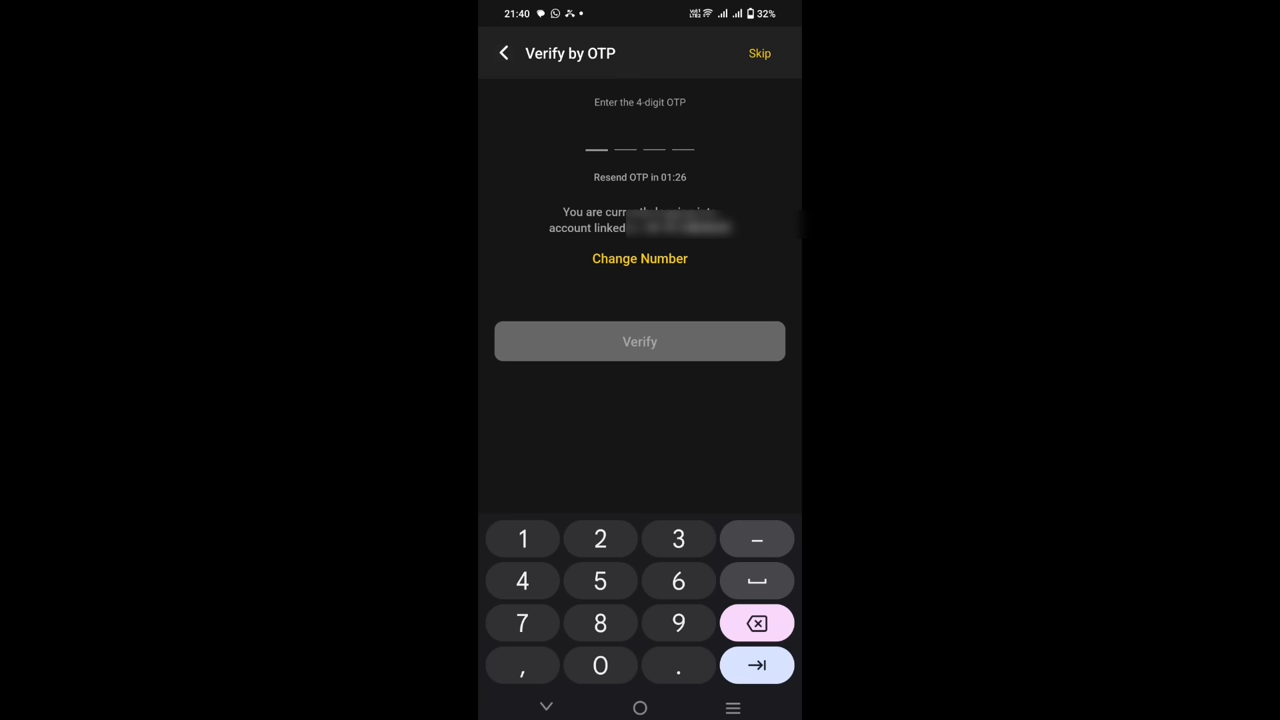 21:40
32%
Verify by OTP
Skip
Enter the 4-digit OTP
Resend OTP in 01:26
You are
account linked
Change Number
Verify
1 2 3 –
4 5 6
7 8 9
, 0 .